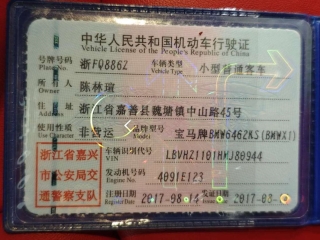 中华人民共和国机动车行驶证
Vehicle License of the People's Republic of China
号牌号码 浙FQ886Z 车辆类型 小型普通客车
Plate No. Vehicle Type
所有人 陈林瑄
Owner
住址 浙江省嘉善县魏塘镇中山路45号
Address
使用性质 非营运 品牌型号 宝马牌BMW6462KS(BMWX1)
Use Character Model
浙江省嘉兴
市公安局交
通警察支队
车辆识别代号 LBVHZ1101HMJ80944
VIN
发动机号码 4091E123
Engine No.
注册日期 2017-08-14 发证日期
Register Date Issue Date